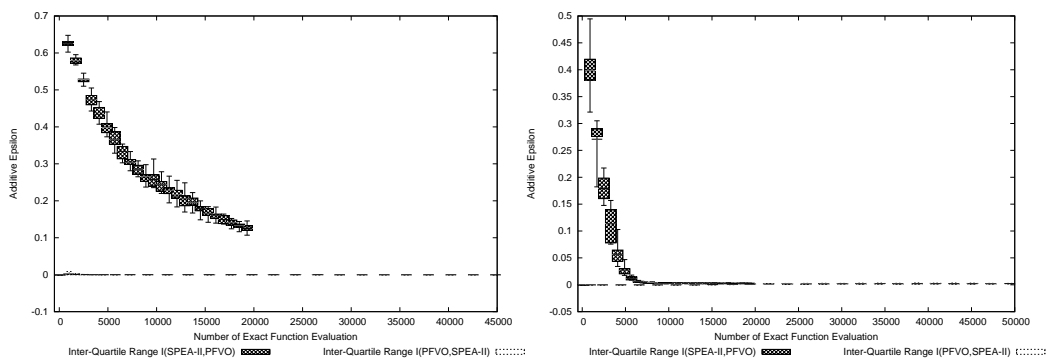 0.7
0.6
0.5
0.4
0.3
0.2
0.1
0
-0.1
Additive Epsilon
0 5000 10000 15000 20000 25000 30000 35000 40000 45000
Number of Exact Function Evaluation
Inter-Quartile Range I(SPEA-II,PFVO)
Inter-Quartile Range I(PFVO,SPEA-II)
0.5
0.45
0.4
0.35
0.3
0.25
0.2
0.15
0.1
0.05
0
-0.05
Additive Epsilon
0 5000 10000 15000 20000 25000 30000 35000 40000 45000 50000
Number of Exact Function Evaluation
Inter-Quartile Range I(SPEA-II,PFVO)
Inter-Quartile Range I(PFVO,SPEA-II)